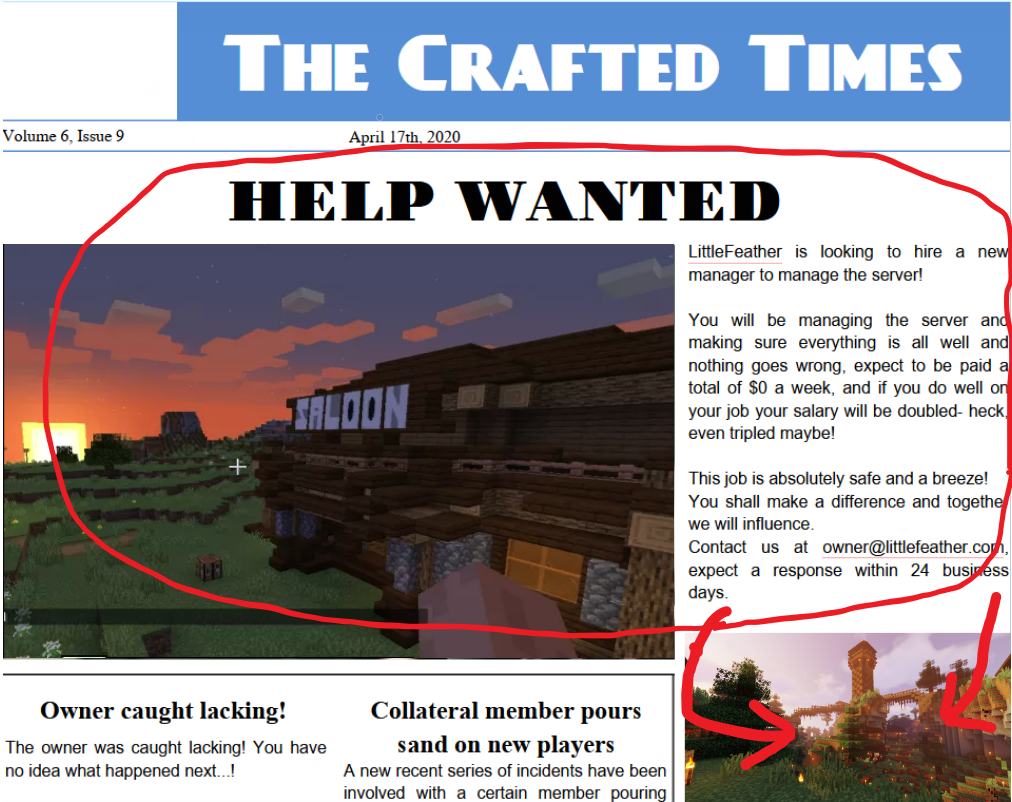 THE CRAFTED TIMES
Volume 6, Issue 9
April 17th, 2020
HELP WANTED
SALOON
LittleFeather is looking to hire a new
manager to manage the server!
You will be managing the server and
making sure everything is all well and
nothing goes wrong, expect to be paid a
total of $0 a week, and if you do well on
your job your salary will be doubled- heck,
even tripled maybe!
This job is absolutely safe and a breeze!
You shall make a difference and together
we will influence.
Contact us at owner@littlefeather.com,
expect a response within 24 business
days.
Owner caught lacking!
The owner was caught lacking! You have
no idea what happened next...!
Collateral member pours
sand on new players
A new recent series of incidents have been
involved with a certain member pouring